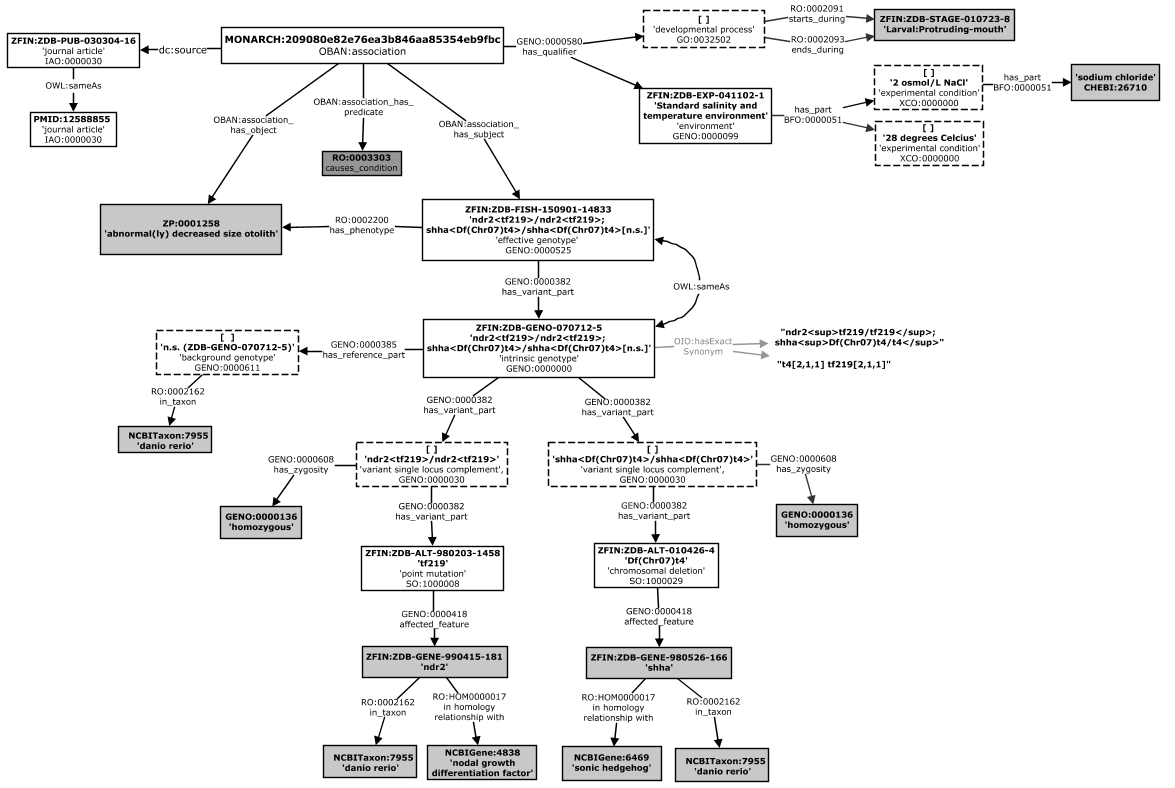 ZFIN:ZDB-PUB-030304-16
'journal article'
IAO:0000030
dc:source
MONARCH:209080e82e76ea3b846aa85354eb9fbc
OBAN:association
GENO:0000580
has_qualifier
[ ]
'developmental process'
GO:0032502
RO:0002091
starts_during
RO:0002093
ends_during
ZFIN:ZDB-STAGE-010723-8
'Larval:Protruding-mouth'
OWL:sameAs
PMID:12588855
'journal article'
IAO:0000030
OBAN:association_
has_object
OBAN:association_has_
predicate
OBAN:association_
has_subject
RO:0003303
causes_condition
ZFIN:ZDB-EXP-041102-1
'Standard salinity and
temperature environment'
'environment'
GENO:0000099
has_part
BFO:0000051
[ ]
'2 osmol/L NaCl'
'experimental condition'
XCO:0000000
has_part
BFO:0000051
'sodium chloride'
CHEBI:26710
[ ]
'28 degrees Celcius'
'experimental condition'
XCO:0000000
ZP:0001258
'abnormal(ly) decreased size otolith'
RO:0002200
has_phenotype
ZFIN:ZDB-FISH-150901-14833
'ndr2<tf219>/ndr2<tf219>;
shha<Df(Chr07)t4>/shha<Df(Chr07)t4>[n.s.]'
'effective genotype'
GENO:0000525
GENO:0000382
has_variant_part
OWL:sameAs
[ ]
'n.s. (ZDB-GENO-070712-5)'
'background genotype'
GENO:0000611
GENO:0000385
has_reference_part
ZFIN:ZDB-GENO-070712-5
'ndr2<tf219>/ndr2<tf219>;
shha<Df(Chr07)t4>/shha<Df(Chr07)t4>[n.s.]'
'intrinsic genotype'
GENO:0000000
OIO:hasExact
Synonym
"ndr2<sup>tf219/tf219</sup>;
shha<sup>Df(Chr07)t4/t4</sup>"
"t4[2,1,1] tf219[2,1,1]"
RO:0002162
in_taxon
NCBITaxon:7955
'danio rerio'
GENO:0000382
has_variant_part
GENO:0000382
has_variant_part
GENO:0000608
has_zygosity
[ ]
'ndr2<tf219>/ndr2<tf219>'
'variant single locus complement',
GENO:0000030
[ ]
'shha<Df(Chr07)t4>/shha<Df(Chr07)t4>'
'variant single locus complement',
GENO:0000030
GENO:0000608
has_zygosity
GENO:0000136
'homozygous'
GENO:0000382
has_variant_part
GENO:0000382
has_variant_part
GENO:0000136
'homozygous'
ZFIN:ZDB-ALT-980203-1458
'tf219'
'point mutation'
SO:1000008
ZFIN:ZDB-ALT-010426-4
'Df(Chr07)t4'
'chromosomal deletion'
SO:1000029
GENO:0000418
affected_feature
GENO:0000418
affected_feature
ZFIN:ZDB-GENE-990415-181
'ndr2'
ZFIN:ZDB-GENE-980526-166
'shha'
RO:0002162
in_taxon
RO:HOM0000017
in homology
relationship with
RO:HOM0000017
in homology
relationship with
RO:0002162
in_taxon
NCBITaxon:7955
'danio rerio'
NCBIGene:4838
'nodal growth
differentiation factor'
NCBIGene:6469
'sonic hedgehog'
NCBITaxon:7955
'danio rerio'